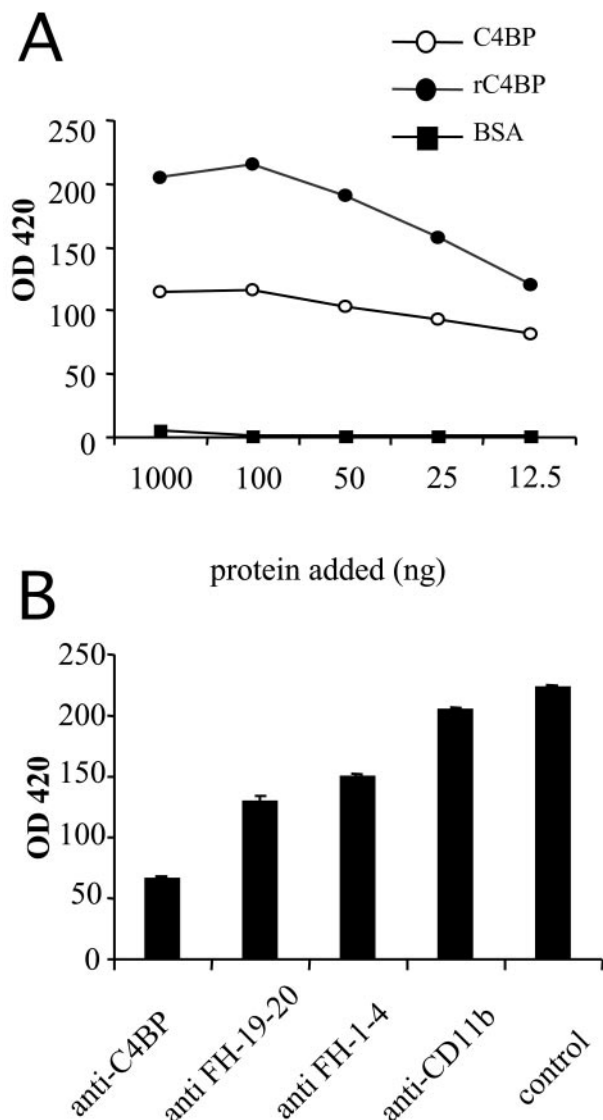 A
C4BP
rC4BP
BSA
250
200
150
100
50
0
OD 420
1000 100 50 25 12.5
protein added (ng)
B
250
200
150
100
50
0
OD 420
anti-C4BP
anti FH-19-20
anti FH-1-4
anti-CD11b
control